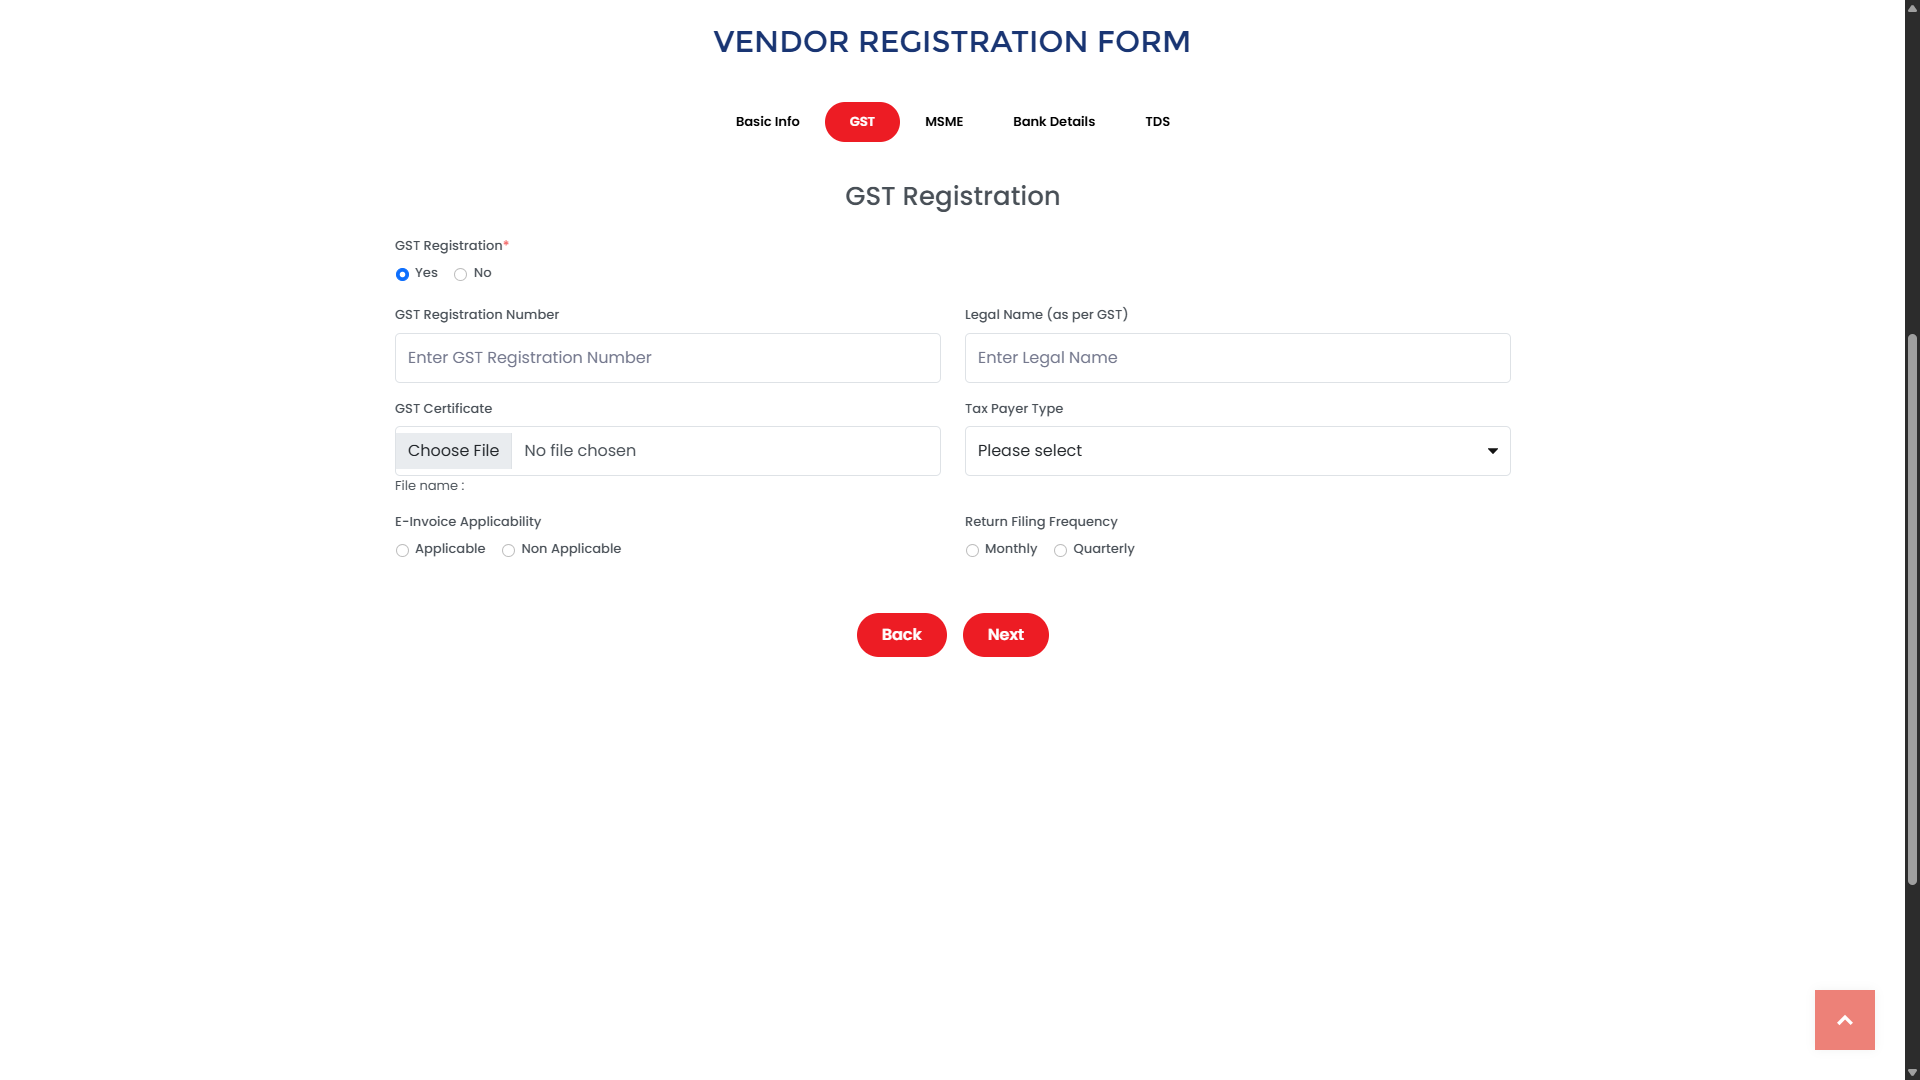 VENDOR REGISTRATION FORM
Basic Info GST MSME Bank Details TDS
GST Registration
GST Registration*
Yes No
GST Registration Number Legal Name (as per GST)
Enter GST Registration Number Enter Legal Name
GST Certificate Tax Payer Type
Choose File No file chosen Please select
File name :
E-Invoice Applicability Return Filing Frequency
Applicable Non Applicable Monthly Quarterly
Back Next